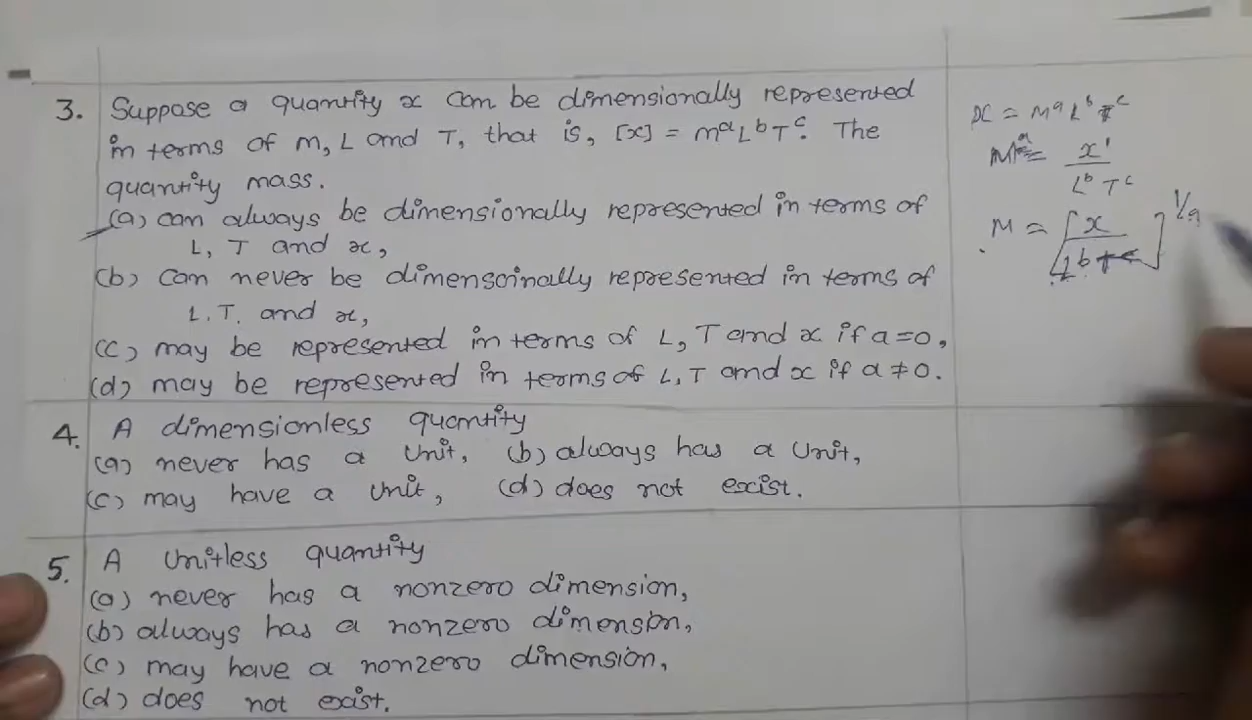 3. Suppose a quantity x can be dimensionally represented
in terms of M, L and T, that is, [x] = MᵃLᵇTᶜ. The
quantity mass.
(a) can always be dimensionally represented in terms of
L, T and x,
(b) can never be dimensoinally represented in terms of
L.T. and x,
(c) may be represented in terms of L, T and x if a=0,
(d) may be represented in terms of L, T and x if a ≠ 0.
4. A dimensionless quantity
(a) never has a unit, (b) always has a unit,
(c) may have a unit, (d) does not exist.
5. A unitless quantity
(a) never has a nonzero dimension,
(b) always has a nonzero dimension,
(c) may have a nonzero dimension,
(d) does not exist.
x = MᵃLᵇTᶜ
Mᵃ = x'
LᵇTᶜ
M = [x
LᵇTᶜ]^1/a